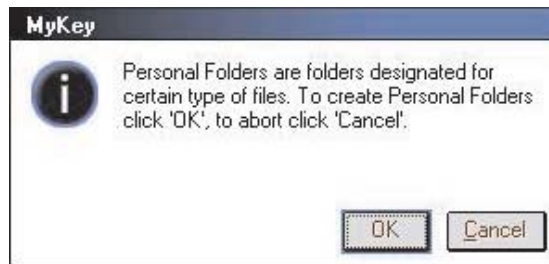 MyKey
Personal Folders are folders designated for
certain type of files. To create Personal Folders
click 'OK', to abort click 'Cancel'.
OK
Cancel